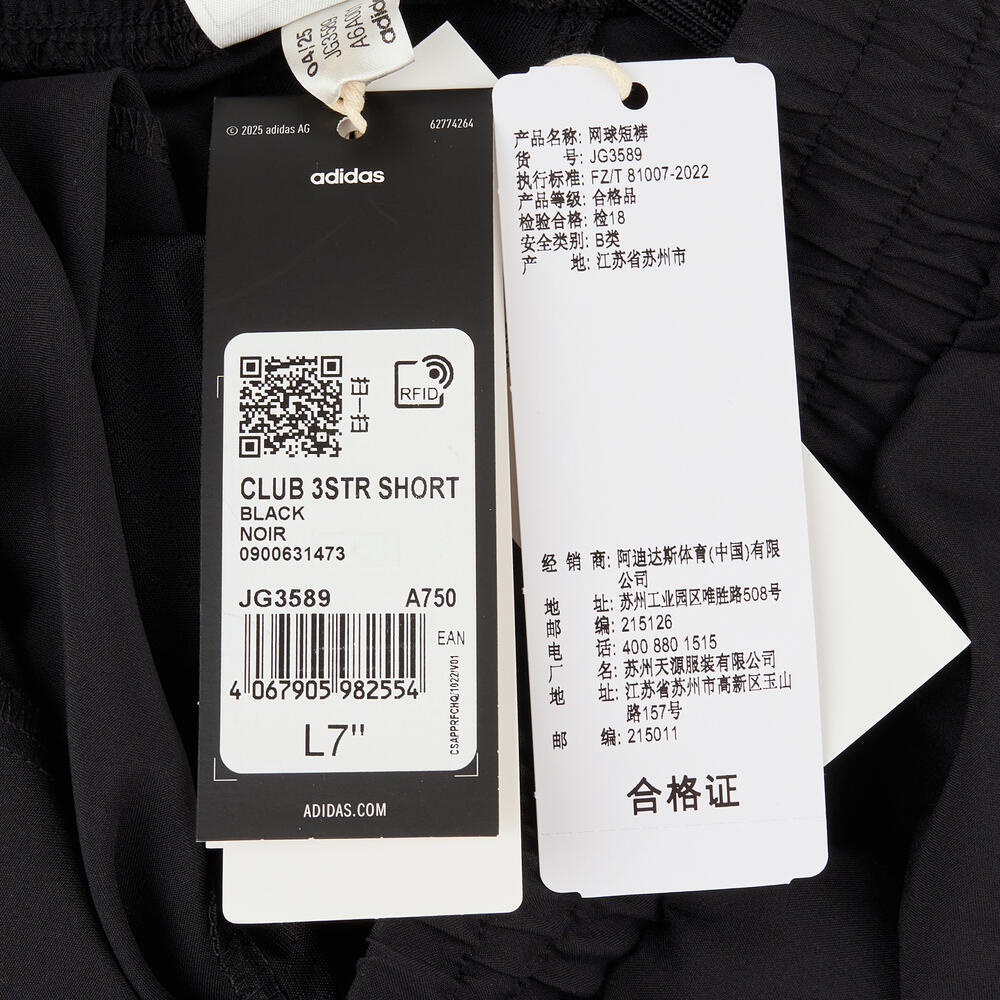 04/25
JG3589
adidas
© 2025 adidas AG
62774264
adidas
扫一扫
RFID
CLUB 3STR SHORT
BLACK
NOIR
0900631473
JG3589 A750
EAN
4 067905 982554
CSAPPRFCHQ/1022/V01
L7"
ADIDAS.COM
产品名称: 网球短裤
货 号: JG3589
执行标准: FZ/T 81007-2022
产品等级: 合格品
检验合格: 检18
安全类别: B类
产 地: 江苏省苏州市
经 销 商: 阿迪达斯体育(中国)有限
公司
地 址: 苏州工业园区唯胜路508号
邮 编: 215126
电 话: 400 880 1515
厂 名: 苏州天源服装有限公司
地 址: 江苏省苏州市高新区玉山
路157号
邮 编: 215011
合格证